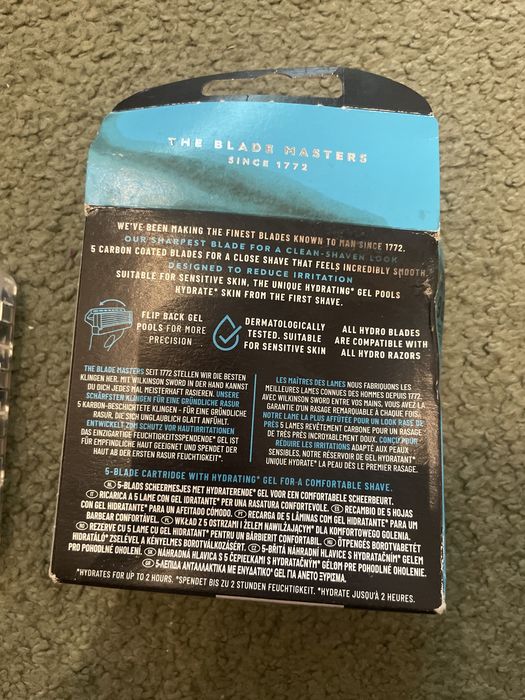 THE BLADE MASTERS
SINCE 1772
WE'VE BEEN MAKING THE FINEST BLADES KNOWN TO MAN SINCE 1772.
OUR SHARPEST BLADE FOR A CLEAN-SHAVEN LOOK
5 CARBON COATED BLADES FOR A CLOSE SHAVE THAT FEELS INCREDIBLY SMOOTH
DESIGNED TO REDUCE IRRITATION
SUITABLE FOR SENSITIVE SKIN, THE UNIQUE HYDRATING* GEL POOLS
HYDRATE* SKIN FROM THE FIRST SHAVE.
FLIP BACK GEL
POOLS FOR MORE
PRECISION
DERMATOLOGICALLY
TESTED. SUITABLE
FOR SENSITIVE SKIN
ALL HYDRO BLADES
ARE COMPATIBLE WITH
ALL HYDRO RAZORS
THE BLADE MASTERS SEIT 1772 STELLEN WIR DIE BESTEN
KLINGEN HER. MIT WILKINSON SWORD IN DER HAND KANNST
DU DICH JEDES MAL MEISTERHAFT RASIEREN. UNSERE
SCHÄRFSTEN KLINGEN FÜR EINE GRÜNDLICHE RASUR
5 KARBON-BESCHICHTETE KLINGEN - FÜR EINE GRÜNDLICHE
RASUR, DIE SICH UNGLAUBLICH GLATT ANFÜHLT.
ENTWICKELT ZUM SCHUTZ VOR HAUTIRRITATIONEN
DAS EINZIGARTIGE FEUCHTIGKEITSSPENDENDE* GEL IST
FÜR EMPFINDLICHE HAUT GEEIGNET UND SPENDET DER
HAUT AB DER ERSTEN RASUR FEUCHTIGKEIT*.
LES MAÎTRES DES LAMES NOUS FABRIQUONS LES
MEILLEURES LAMES CONNUES DES HOMMES DEPUIS 1772.
AVEC WILKINSON SWORD ENTRE VOS MAINS, VOUS AVEZ LA
GARANTIE D'UN RASAGE REMARQUABLE À CHAQUE FOIS.
NOTRE LAME LA PLUS AFFÛTÉE POUR UN LOOK RASÉ DE
PRÈS 5 LAMES REVÊTEMENT CARBONE POUR UN RASAGE
DE TRÈS PRÈS INCROYABLEMENT DOUX. CONÇU POUR
RÉDUIRE LES IRRITATIONS ADAPTÉ AUX PEAUX
SENSIBLES, NOTRE RÉSERVOIR DE GEL HYDRATANT*
UNIQUE HYDRATE* LA PEAU DÈS LE PREMIER RASAGE.
5-BLADE CARTRIDGE WITH HYDRATING* GEL FOR A COMFORTABLE SHAVE.
NL 5-BLADS SCHEERMESJES MET HYDRATERENDE* GEL VOOR EEN COMFORTABELE SCHEERBEURT.
IT RICARICA A 5 LAME CON GEL IDRATANTE* PER UNA RASATURA CONFORTEVOLE. ES RECAMBIO DE 5 HOJAS
CON GEL HIDRATANTE* PARA UN AFEITADO CÓMODO. PT RECARGA DE 5 LÂMINAS COM GEL HIDRATANTE* PARA UM
BARBEAR CONFORTÁVEL. PL WKŁAD Z 5 OSTRZAMI I ŻELEM NAWILŻAJĄCYM* DLA KOMFORTOWEGO GOLENIA.
RO REZERVE CU 5 LAME CU GEL HIDRATANT* PENTRU UN BĂRBIERIT CONFORTABIL. HU ÖTPENGÉS BOROTVABETÉT
HIDRATÁLÓ* ZSELÉVEL A KÉNYELMES BOROTVÁLKOZÁSÉRT. CZ 5-BŘITÁ NÁHRADNÍ HLAVICE S HYDRATAČNÍM* GELEM
PRO POHODLNÉ OHOLENÍ. SK NÁHRADNÁ HLAVICA S 5 ČEPIEĽKAMI S HYDRATAČNÝM* GÉLOM PRE POHODLNÉ OHOLENIE.
GR 5-ΛΕΠΙΔΑ ΑΝΤΑΛΛΑΚΤΙΚΑ ΜΕ ΕΝΥΔΑΤΙΚΟ* GEL ΓΙΑ ΑΝΕΤΟ ΞΥΡΙΣΜΑ.
*HYDRATES FOR UP TO 2 HOURS. *SPENDET BIS ZU 2 STUNDEN FEUCHTIGKEIT. *HYDRATE JUSQU'À 2 HEURES.